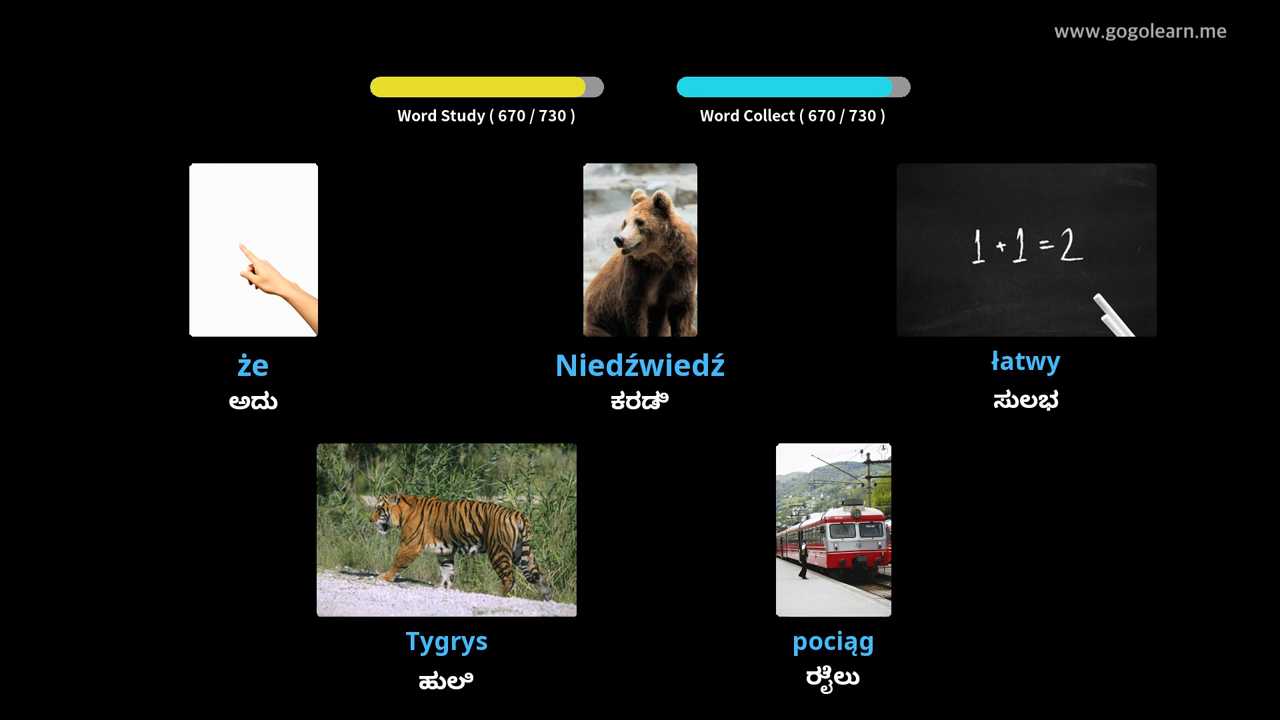 www.gogolearn.me
Word Study ( 670 / 730 )
Word Collect ( 670 / 730 )
1 + 1 = 2
że
Niedźwiedź
łatwy
ಅದು
ಕರಡಿ
ಸುಲಭ
Tygrys
pociąg
ಹುಲಿ
ರೈಲು